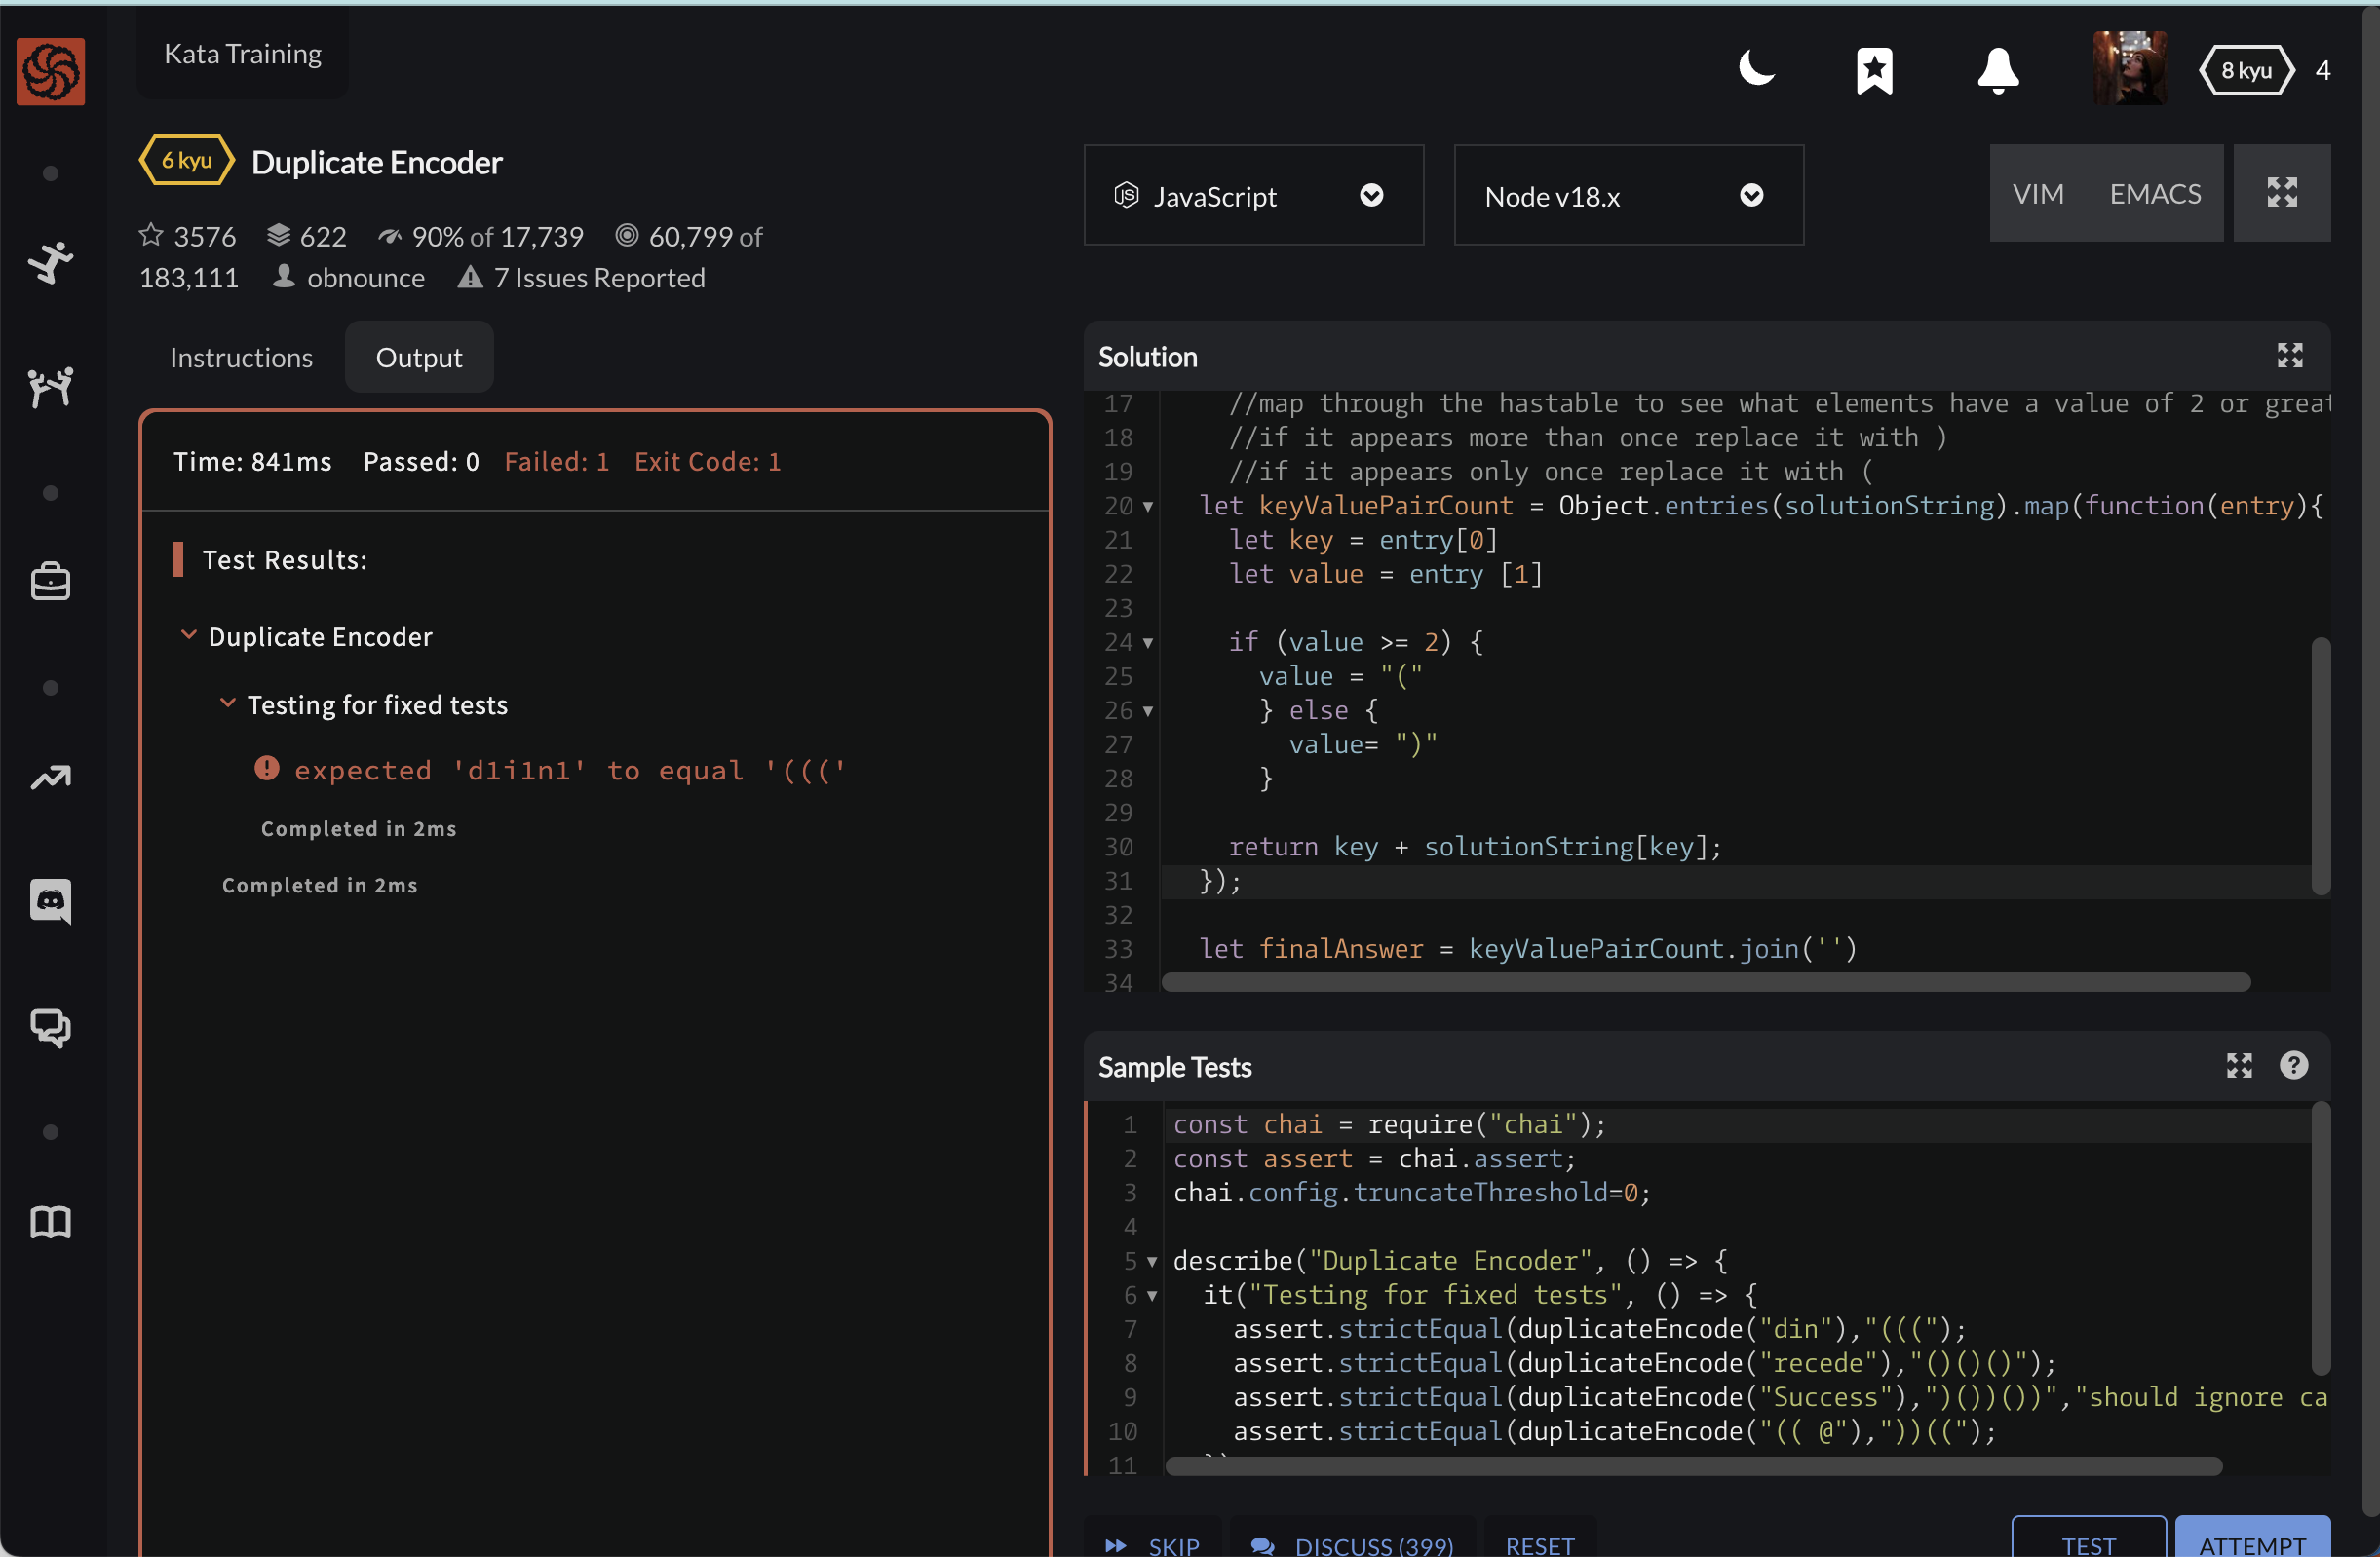 Kata Training
8 kyu 4
6 kyu Duplicate Encoder
3576 622 90% of 17,739 60,799 of
183,111 obnounce 7 Issues Reported
Instructions Output
Time: 841ms Passed: 0 Failed: 1 Exit Code: 1
Test Results:
Duplicate Encoder
Testing for fixed tests
expected 'd1i1n1' to equal '((('
Completed in 2ms
Completed in 2ms
JS JavaScript Node v18.x VIM EMACS
Solution
17 //map through the hastable to see what elements have a value of 2 or great
18 //if it appears more than once replace it with )
19 //if it appears only once replace it with (
20 let keyValuePairCount = Object.entries(solutionString).map(function(entry){
21 let key = entry[0]
22 let value = entry [1]
23
24 if (value >= 2) {
25 value = "("
26 } else {
27 value= ")"
28 }
29
30 return key + solutionString[key];
31 });
32
33 let finalAnswer = keyValuePairCount.join('')
34
Sample Tests ?
1 const chai = require("chai");
2 const assert = chai.assert;
3 chai.config.truncateThreshold=0;
4
5 describe("Duplicate Encoder", () => {
6 it("Testing for fixed tests", () => {
7 assert.strictEqual(duplicateEncode("din"),"(((");
8 assert.strictEqual(duplicateEncode("recede"),"()()()");
9 assert.strictEqual(duplicateEncode("Success"),")())())","should ignore ca
10 assert.strictEqual(duplicateEncode("(( @"),"))((");
11
SKIP DISCUSS (399) RESET TEST ATTEMPT